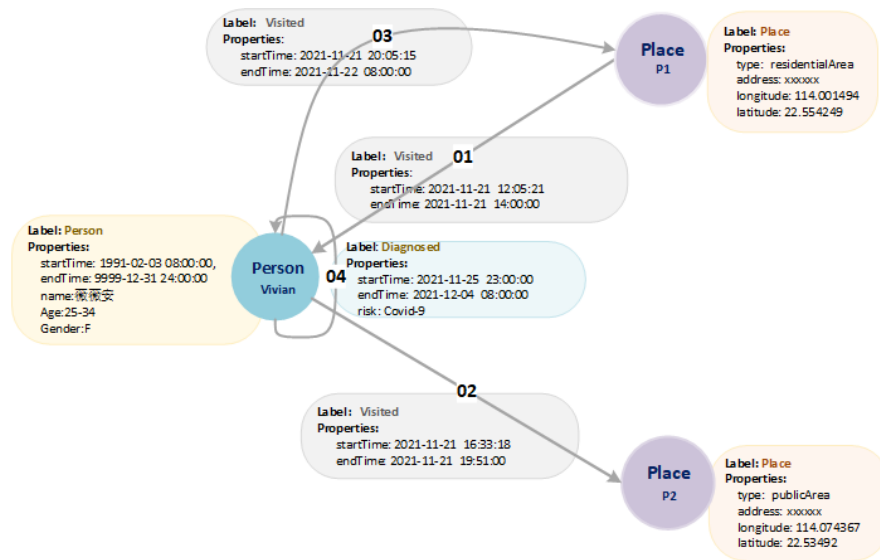 Label: Visited
Properties:
startTime: 2021-11-21 20:05:15
endTime: 2021-11-22 08:00:00
03
Place
P1
Label: Place
Properties:
type: residentialArea
address: xxxxxx
longitude: 114.001494
latitude: 22.554249
Label: Visited
Properties:
startTime: 2021-11-21 12:05:21
endTime: 2021-11-21 14:00:00
01
Label: Person
Properties:
startTime: 1991-02-03 08:00:00,
endTime: 9999-12-31 24:00:00
name:薇薇安
Age:25-34
Gender:F
Person
Vivian
04
Label: Diagnosed
Properties:
startTime: 2021-11-25 23:00:00
endTime: 2021-12-04 08:00:00
risk: Covid-9
02
Label: Visited
Properties:
startTime: 2021-11-21 16:33:18
endTime: 2021-11-21 19:51:00
Place
P2
Label: Place
Properties:
type: publicArea
address: xxxxxx
longitude: 114.074367
latitude: 22.53492